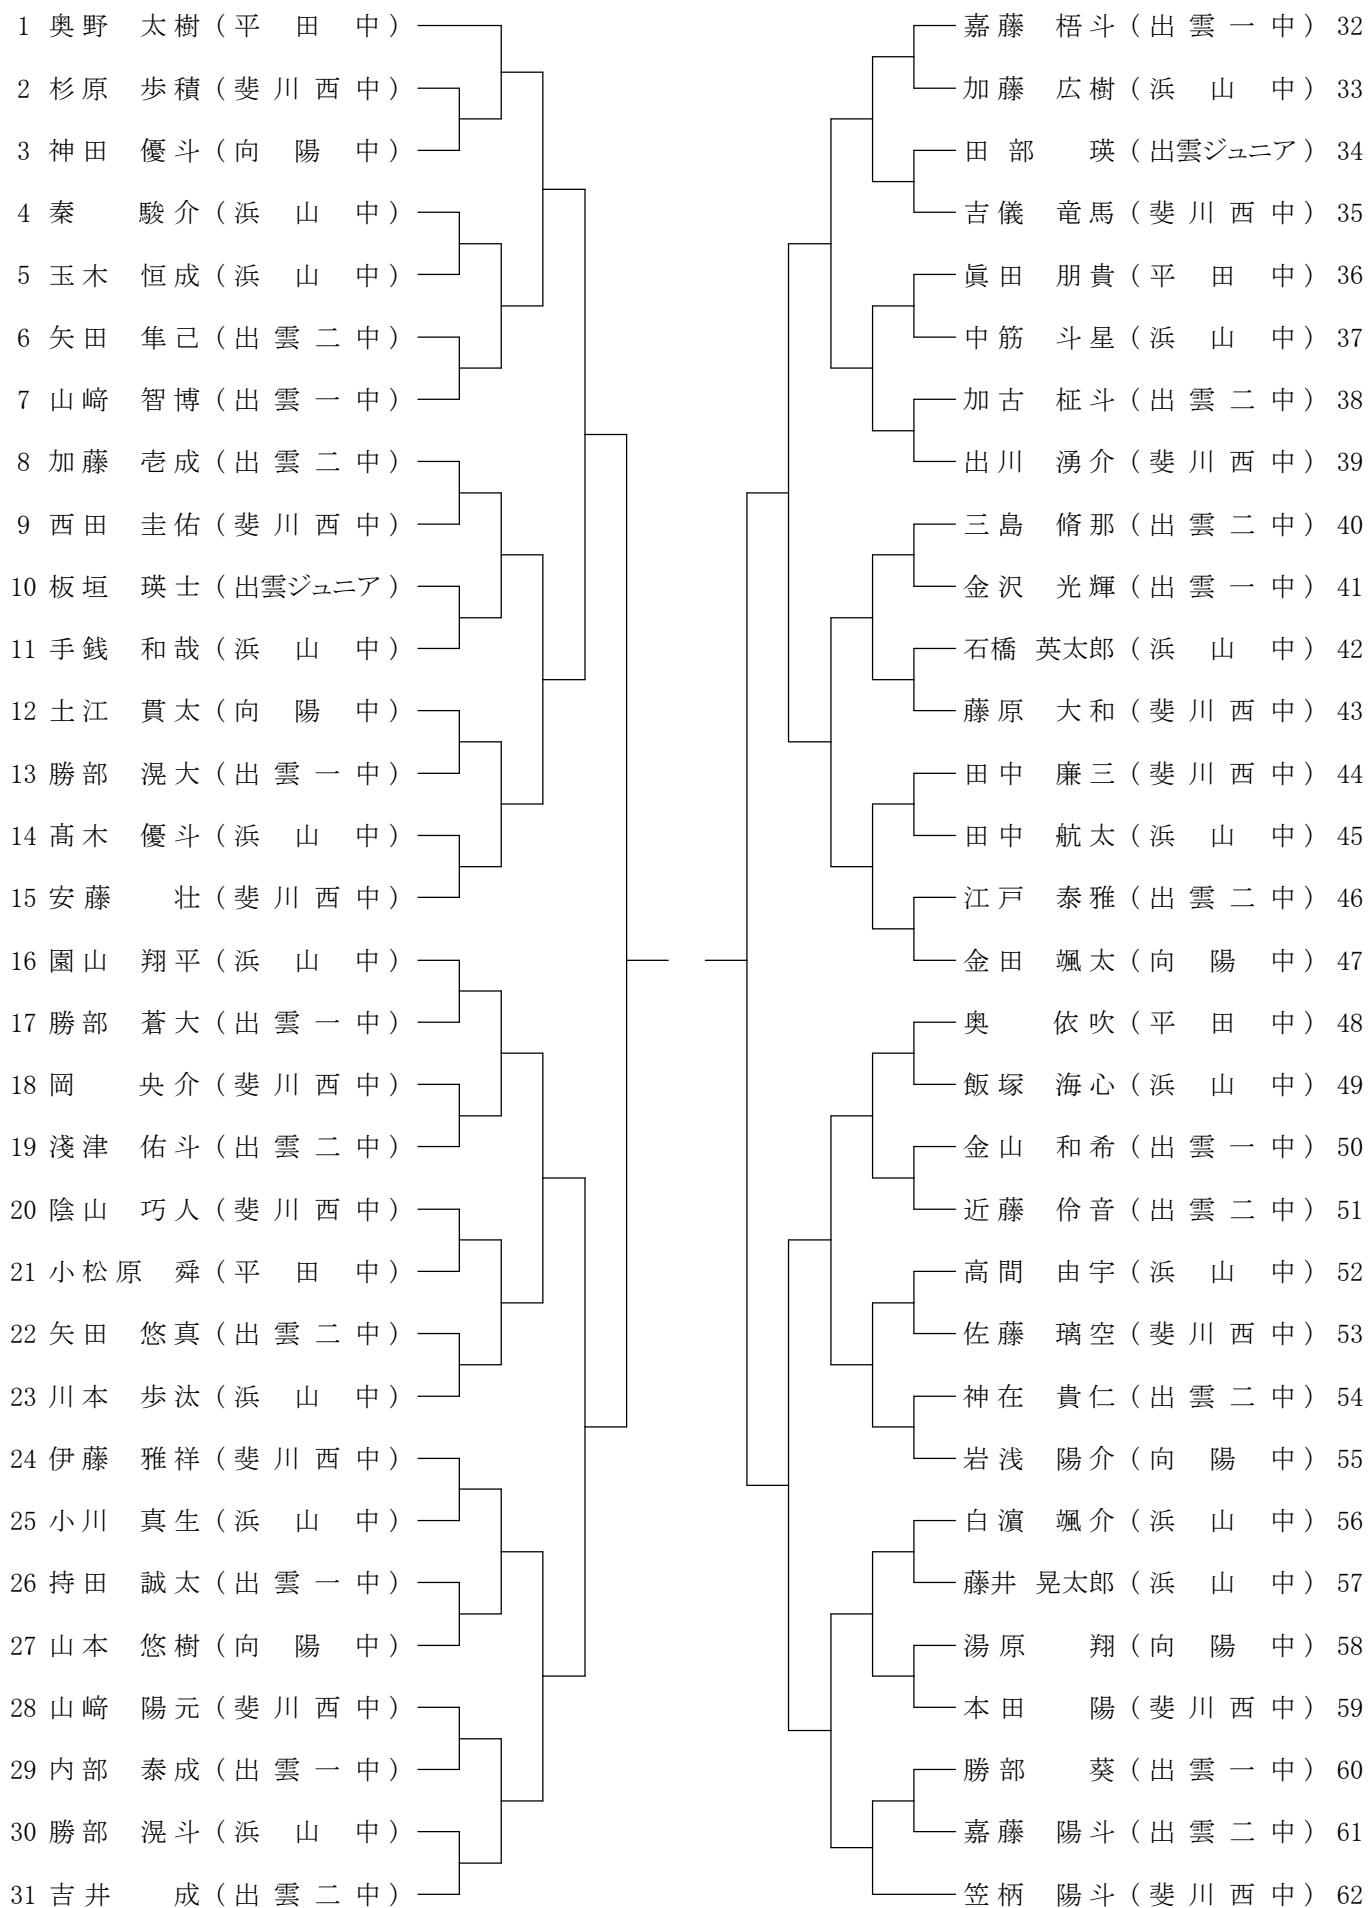 1 奥野 太樹（平田中）
2 杉原 歩積（斐川西中）
3 神田 優斗（向陽中）
4 秦 駿介（浜山中）
5 玉木 恒成（浜山中）
6 矢田 隼己（出雲二中）
7 山﨑 智博（出雲一中）
8 加藤 壱成（出雲二中）
9 西田 圭佑（斐川西中）
10 板垣 瑛士（出雲ジュニア）
11 手銭 和哉（浜山中）
12 土江 貫太（向陽中）
13 勝部 滉大（出雲一中）
14 髙木 優斗（浜山中）
15 安藤 壮（斐川西中）
16 園山 翔平（浜山中）
17 勝部 蒼大（出雲一中）
18 岡 央介（斐川西中）
19 淺津 佑斗（出雲二中）
20 陰山 巧人（斐川西中）
21 小松原 舜（平田中）
22 矢田 悠真（出雲二中）
23 川本 歩汰（浜山中）
24 伊藤 雅祥（斐川西中）
25 小川 真生（浜山中）
26 持田 誠太（出雲一中）
27 山本 悠樹（向陽中）
28 山﨑 陽元（斐川西中）
29 内部 泰成（出雲一中）
30 勝部 滉斗（浜山中）
31 吉井 成（出雲二中）
嘉藤 梧斗（出雲一中） 32
加藤 広樹（浜山中） 33
田部 瑛（出雲ジュニア） 34
吉儀 竜馬（斐川西中） 35
眞田 朋貴（平田中） 36
中筋 斗星（浜山中） 37
加古 柾斗（出雲二中） 38
出川 湧介（斐川西中） 39
三島 脩那（出雲二中） 40
金沢 光輝（出雲一中） 41
石橋 英太郎（浜山中） 42
藤原 大和（斐川西中） 43
田中 廉三（斐川西中） 44
田中 航太（浜山中） 45
江戸 泰雅（出雲二中） 46
金田 颯太（向陽中） 47
奥 依吹（平田中） 48
飯塚 海心（浜山中） 49
金山 和希（出雲一中） 50
近藤 伶音（出雲二中） 51
高間 由宇（浜山中） 52
佐藤 璃空（斐川西中） 53
神在 貴仁（出雲二中） 54
岩浅 陽介（向陽中） 55
白濵 颯介（浜山中） 56
藤井 晃太郎（浜山中） 57
湯原 翔（向陽中） 58
本田 陽（斐川西中） 59
勝部 葵（出雲一中） 60
嘉藤 陽斗（出雲二中） 61
笠柄 陽斗（斐川西中） 62